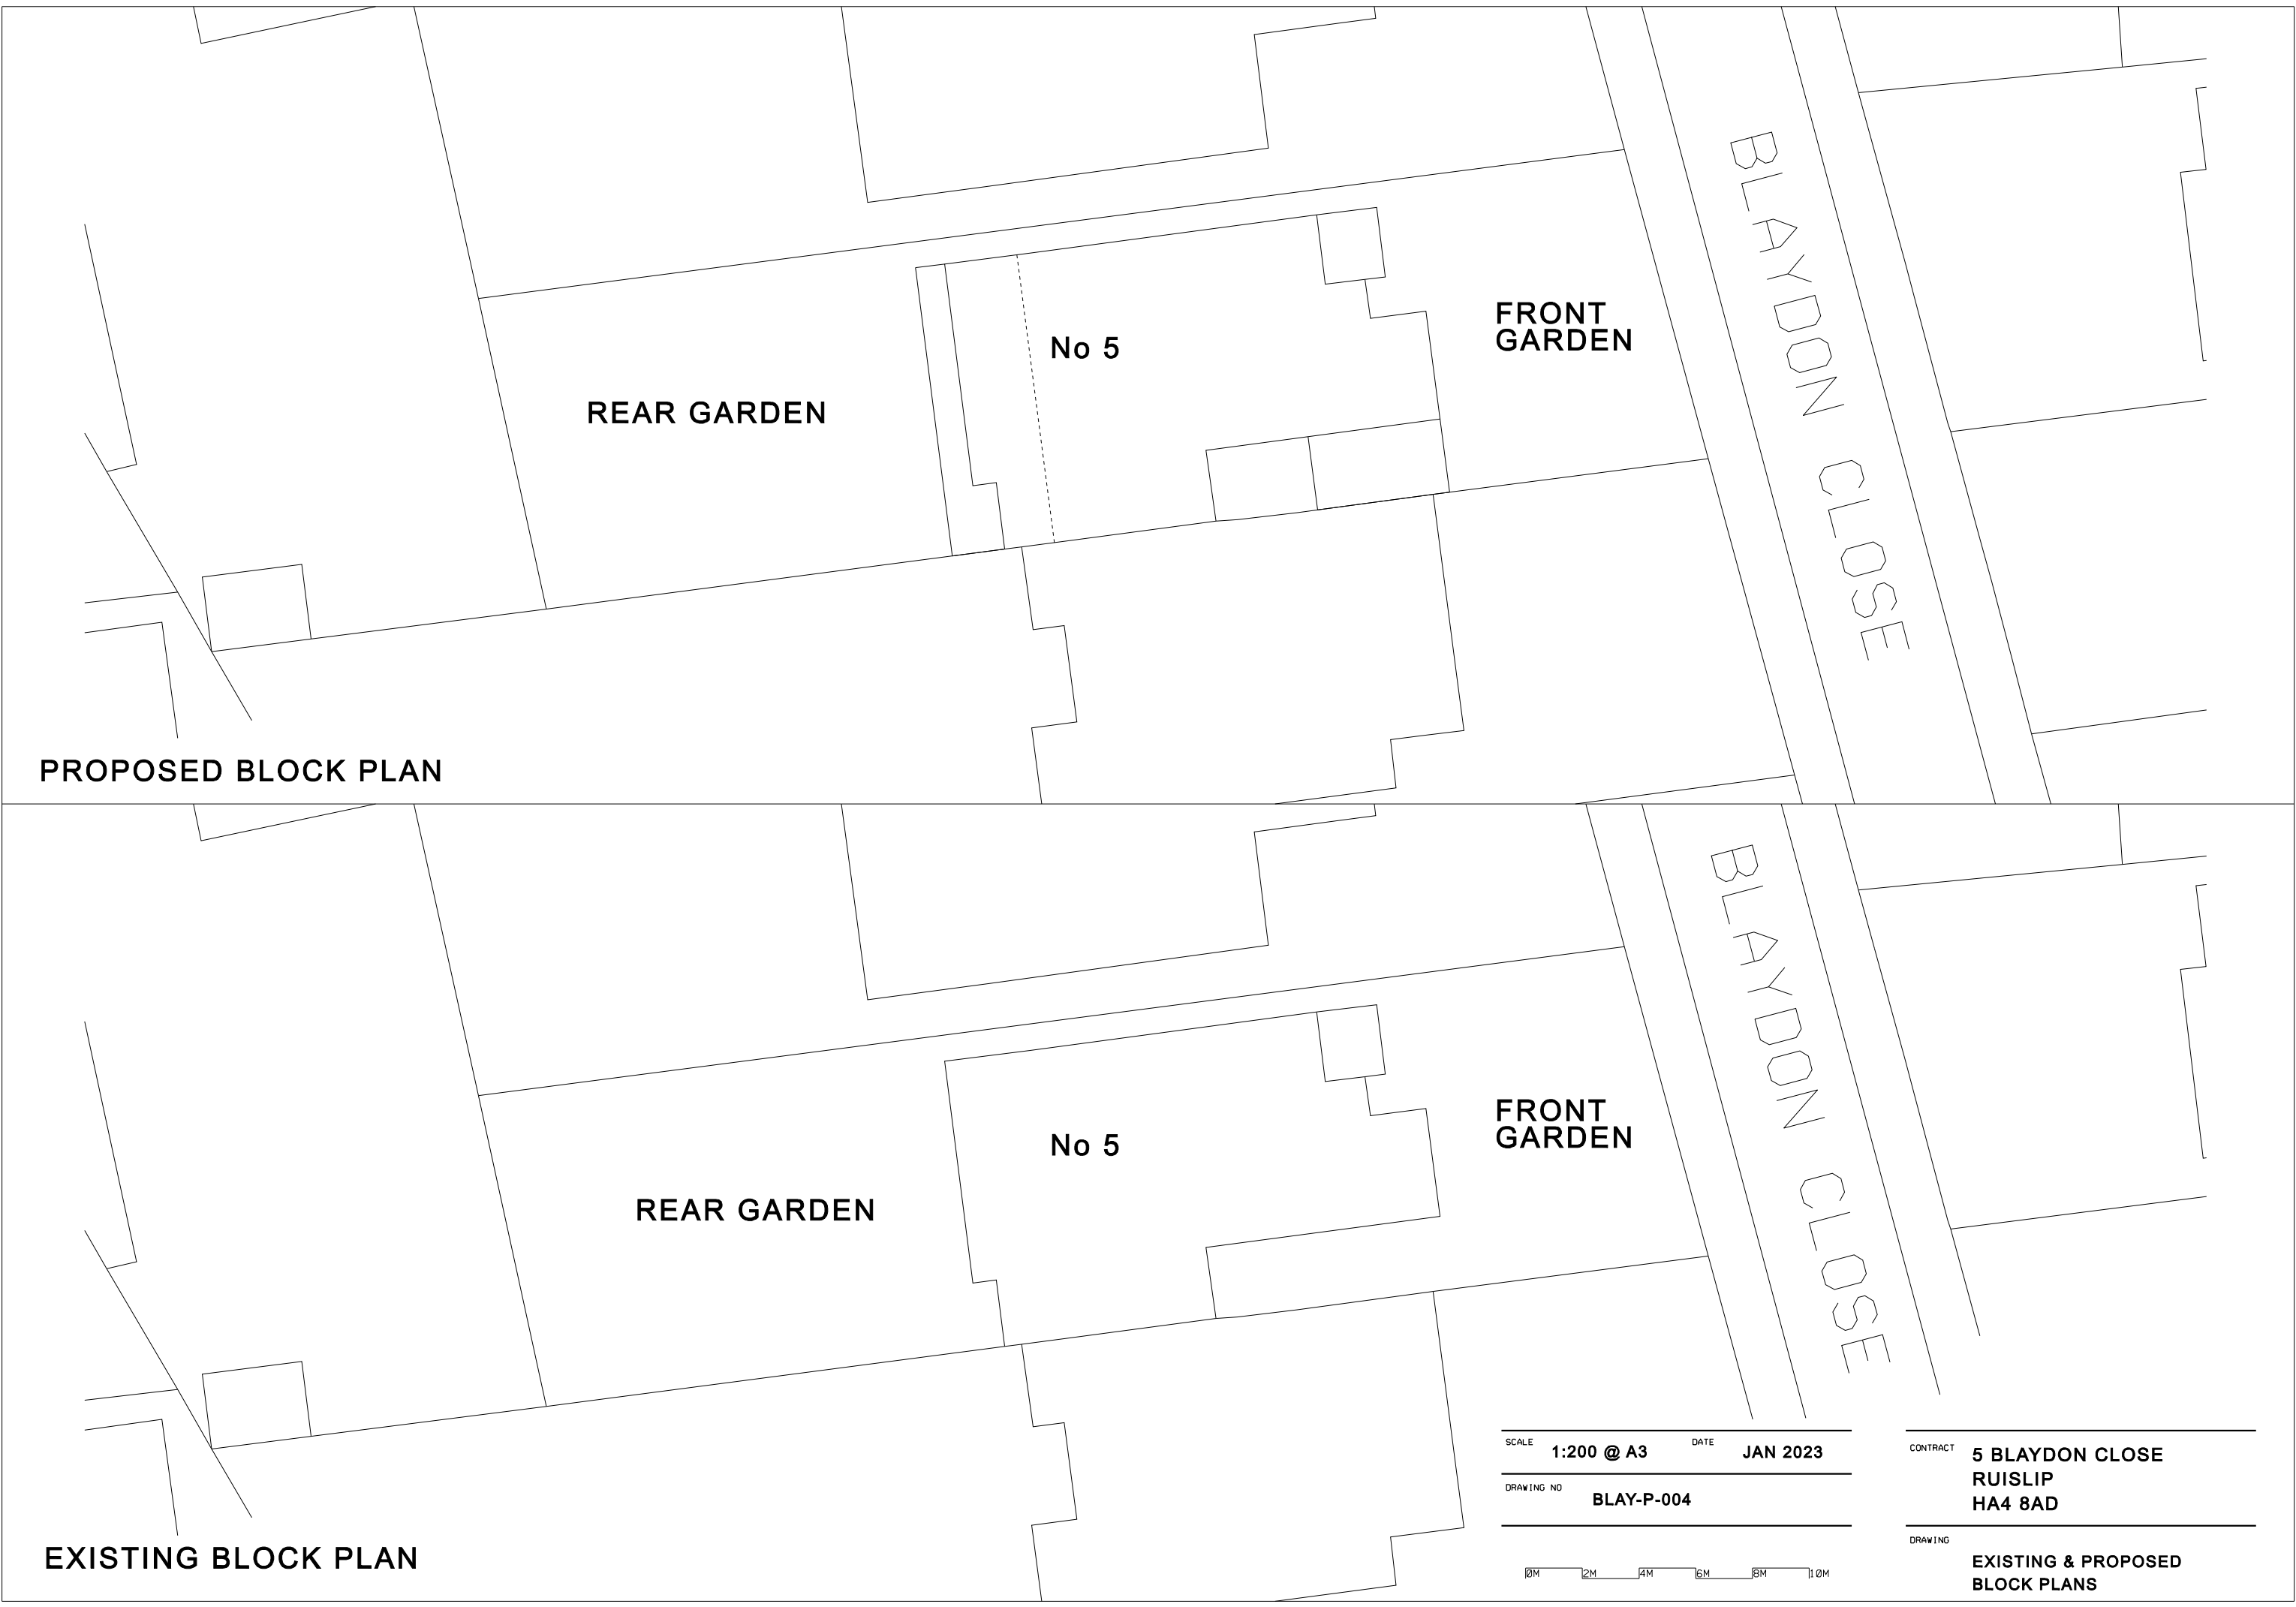 BLAYDON CLOSE
FRONT
GARDEN
No 5
REAR GARDEN
PROPOSED BLOCK PLAN
BLAYDON CLOSE
FRONT
GARDEN
No 5
REAR GARDEN
EXISTING BLOCK PLAN
SCALE 1:200 @ A3 DATE JAN 2023
DRAWING NO BLAY-P-004
0M 2M 4M 6M 8M 10M
CONTRACT 5 BLAYDON CLOSE
RUISLIP
HA4 8AD
DRAWING
EXISTING & PROPOSED
BLOCK PLANS